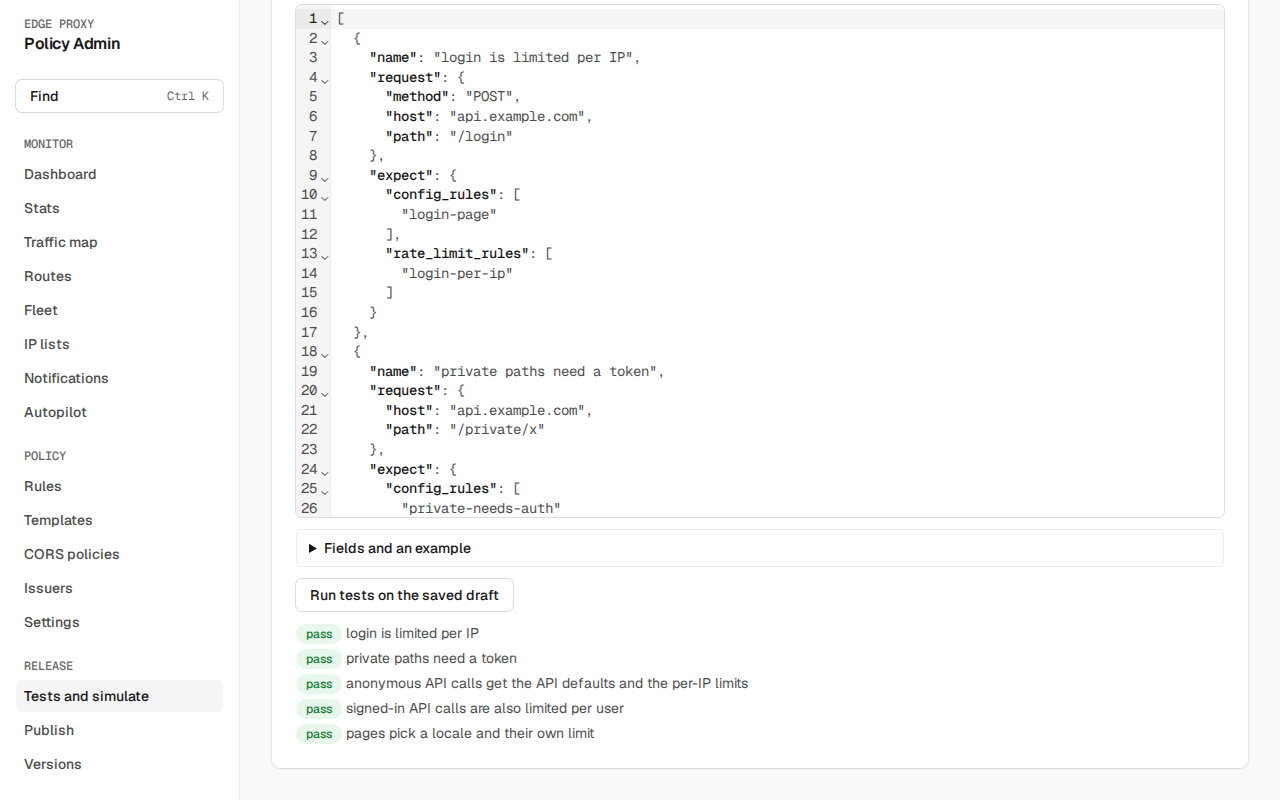 EDGE PROXY
Policy Admin
Find Ctrl K
MONITOR
Dashboard
Stats
Traffic map
Routes
Fleet
IP lists
Notifications
Autopilot
POLICY
Rules
Templates
CORS policies
Issuers
Settings
RELEASE
Tests and simulate
Publish
Versions
1 [
2   {
3     "name": "login is limited per IP",
4     "request": {
5       "method": "POST",
6       "host": "api.example.com",
7       "path": "/login"
8     },
9     "expect": {
10       "config_rules": [
11         "login-page"
12       ],
13       "rate_limit_rules": [
14         "login-per-ip"
15       ]
16     }
17   },
18   {
19     "name": "private paths need a token",
20     "request": {
21       "host": "api.example.com",
22       "path": "/private/x"
23     },
24     "expect": {
25       "config_rules": [
26         "private-needs-auth"
Fields and an example
Run tests on the saved draft
pass login is limited per IP
pass private paths need a token
pass anonymous API calls get the API defaults and the per-IP limits
pass signed-in API calls are also limited per user
pass pages pick a locale and their own limit